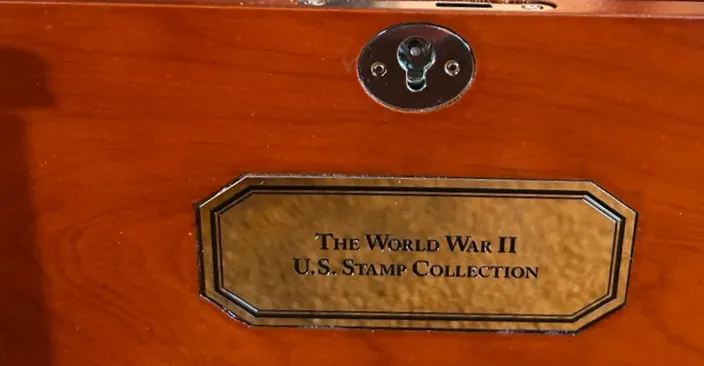 The World War II
U.S. Stamp Collection